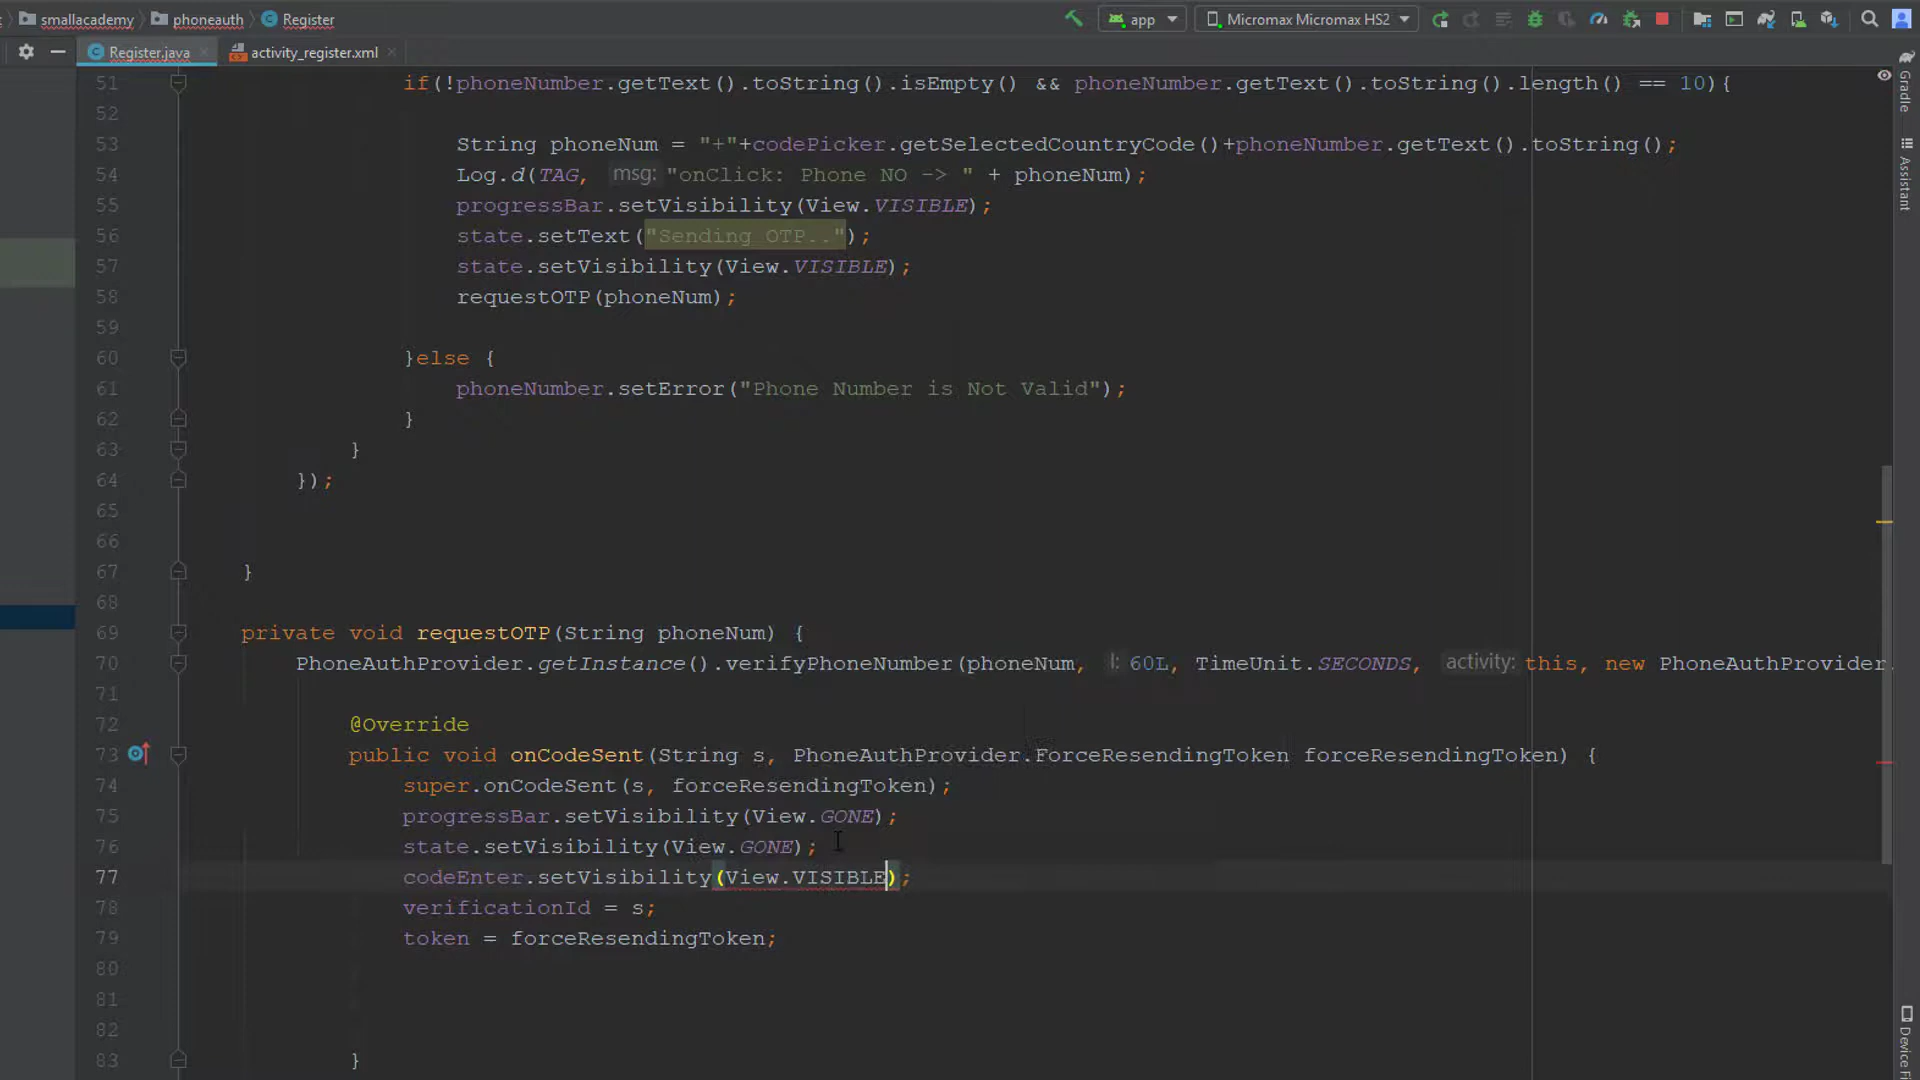 smallacademy phoneauth Register app Micromax Micromax HS2
Register.java activity_register.xml
51 if(!phoneNumber.getText().toString().isEmpty() && phoneNumber.getText().toString().length() == 10){
52
53 String phoneNum = "+"+codePicker.getSelectedCountryCode()+phoneNumber.getText().toString();
54 Log.d(TAG, msg: "onClick: Phone NO -> " + phoneNum);
55 progressBar.setVisibility(View.VISIBLE);
56 state.setText("Sending OTP..");
57 state.setVisibility(View.VISIBLE);
58 requestOTP(phoneNum);
59
60 }else {
61 phoneNumber.setError("Phone Number is Not Valid");
62 }
63 }
64 });
65
66
67 }
68
69 private void requestOTP(String phoneNum) {
70 PhoneAuthProvider.getInstance().verifyPhoneNumber(phoneNum, l: 60L, TimeUnit.SECONDS, activity: this, new PhoneAuthProvider.
71
72 @Override
73 public void onCodeSent(String s, PhoneAuthProvider.ForceResendingToken forceResendingToken) {
74 super.onCodeSent(s, forceResendingToken);
75 progressBar.setVisibility(View.GONE);
76 state.setVisibility(View.GONE);
77 codeEnter.setVisibility(View.VISIBLE);
78 verificationId = s;
79 token = forceResendingToken;
80
81
82
83 }
Gradle
Assistant